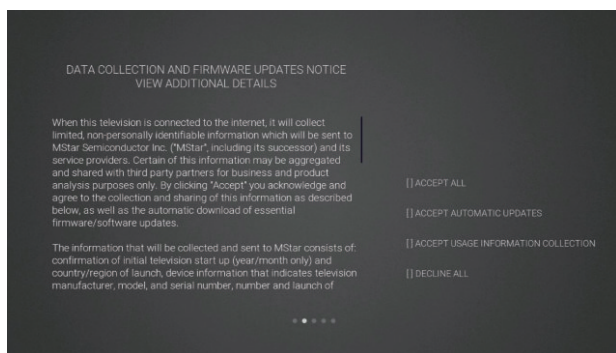 DATA COLLECTION AND FIRMWARE UPDATES NOTICE
VIEW ADDITIONAL DETAILS
When this television is connected to the internet, it will collect
limited, non-personally identifiable information which will be sent to
MStar Semiconductor Inc. ("MStar", including its successor) and its
service providers. Certain of this information may be aggregated
and shared with third party partners for business and product
analysis purposes only. By clicking "Accept" you acknowledge and
agree to the collection and sharing of this information as described
below, as well as the automatic download of essential
firmware/software updates.
The information that will be collected and sent to MStar consists of:
confirmation of initial television start up (year/month only) and
country/region of launch, device information that indicates television
manufacturer, model, and serial number, number and launch of
[ ] ACCEPT ALL
[ ] ACCEPT AUTOMATIC UPDATES
[ ] ACCEPT USAGE INFORMATION COLLECTION
[ ] DECLINE ALL